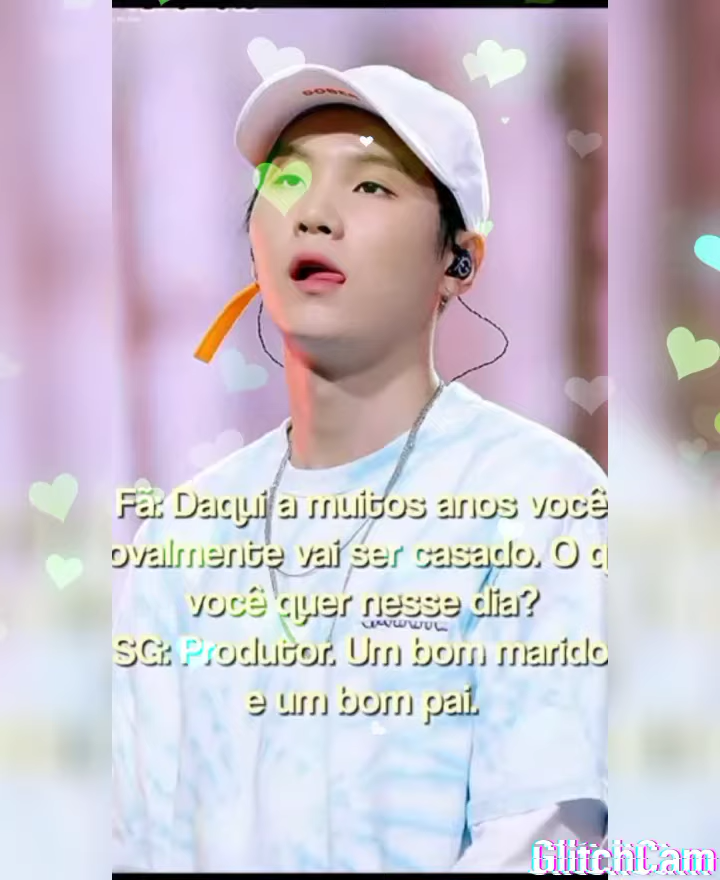 Fã: Daqui a muitos anos você
ovalmente vai ser casado. O q
você quer nesse dia?
SG: Produtor. Um bom marido
e um bom pai.
GlitchCam